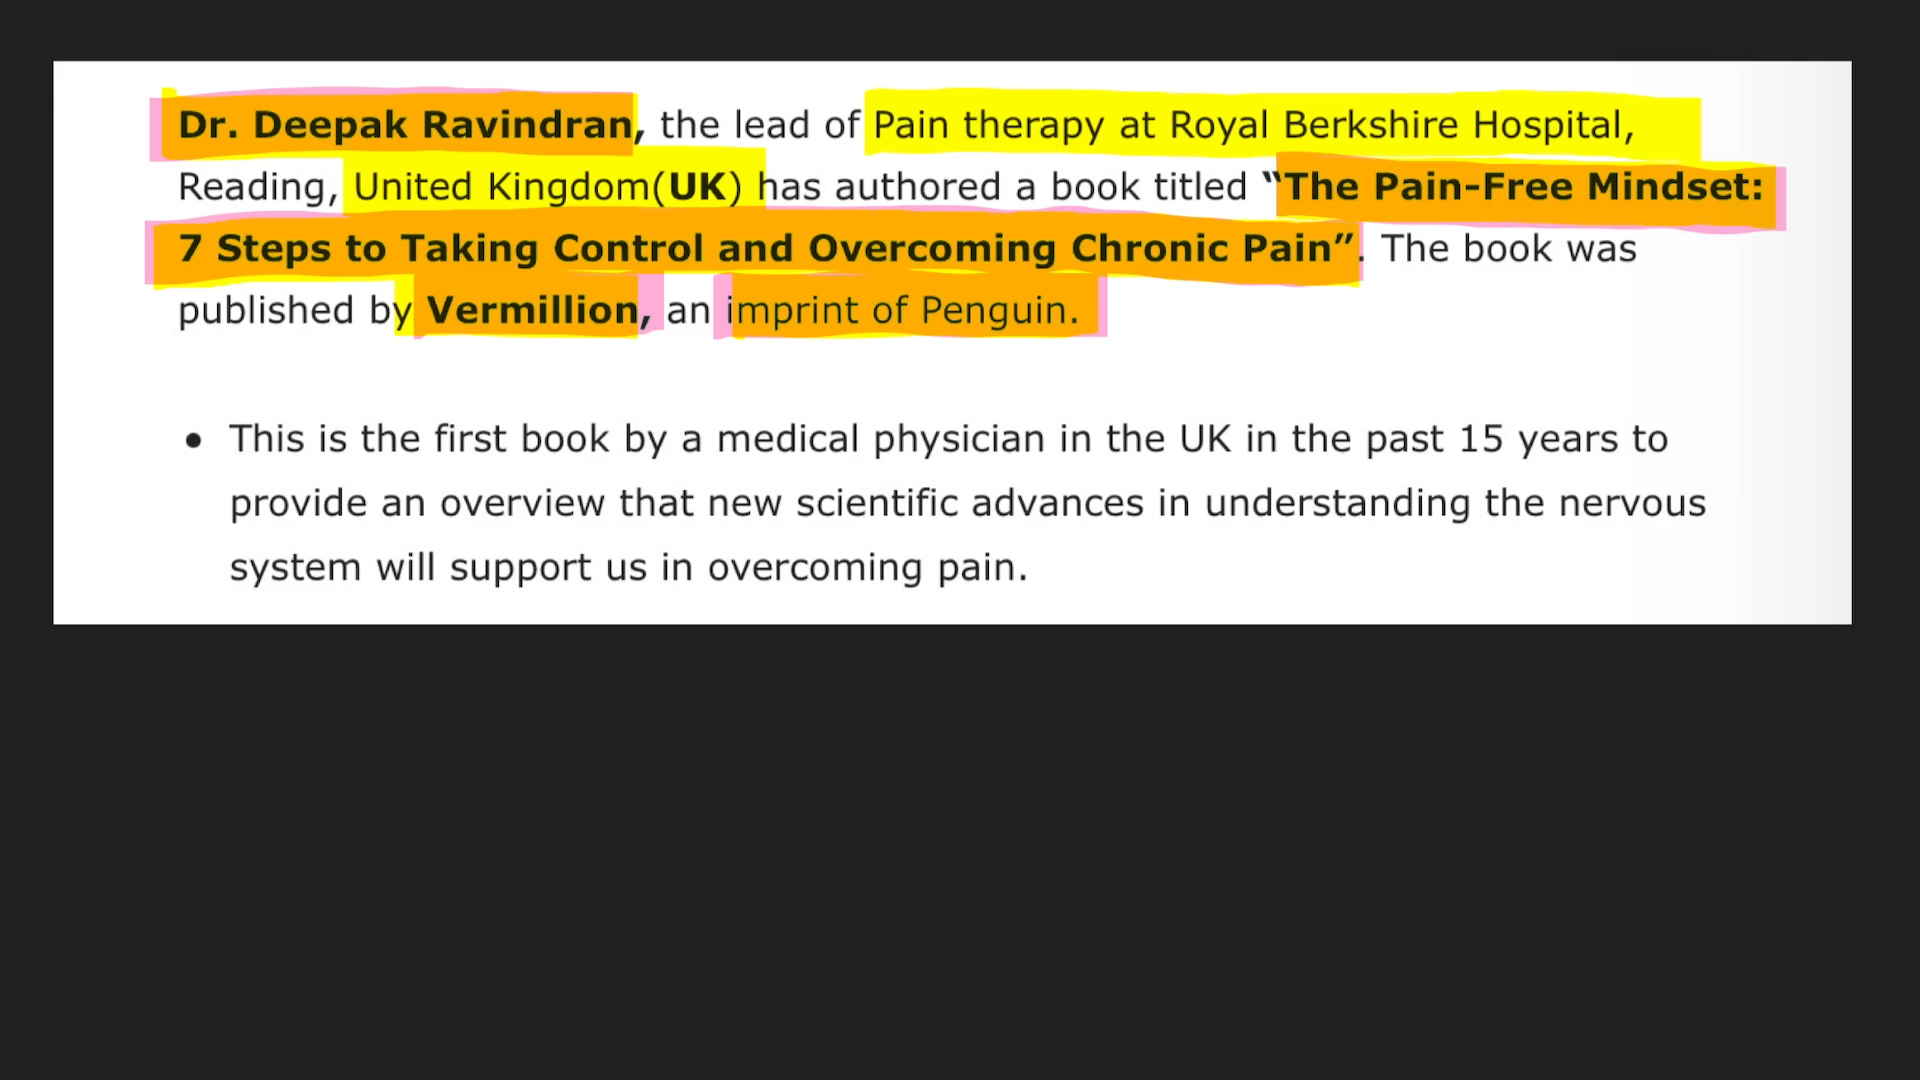 Dr. Deepak Ravindran, the lead of Pain therapy at Royal Berkshire Hospital,
Reading, United Kingdom(UK) has authored a book titled “The Pain-Free Mindset:
7 Steps to Taking Control and Overcoming Chronic Pain”. The book was
published by Vermillion, an imprint of Penguin.
• This is the first book by a medical physician in the UK in the past 15 years to
provide an overview that new scientific advances in understanding the nervous
system will support us in overcoming pain.